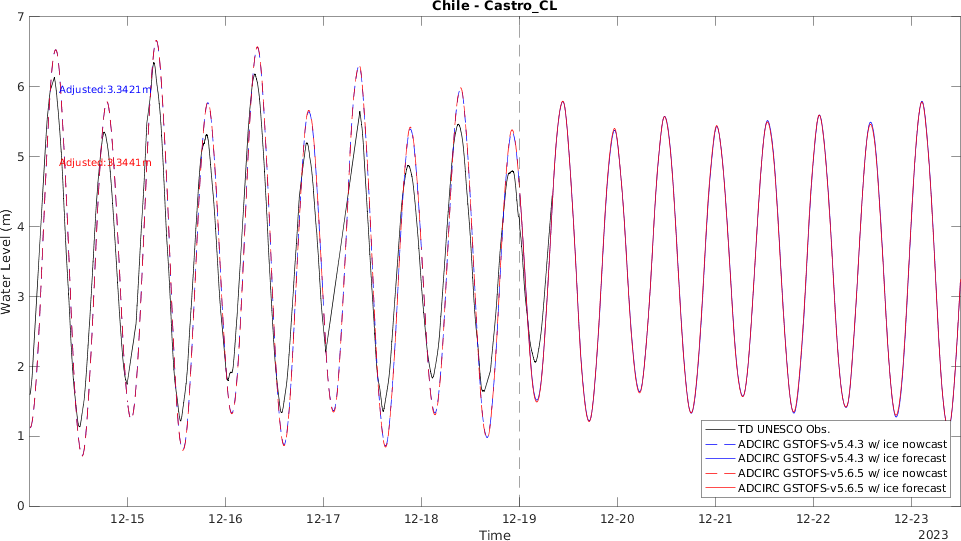 Chile - Castro_CL
Water Level (m)
7
6
5
4
3
2
1
0
Adjusted:3.3421m
Adjusted:3.3441m
TD UNESCO Obs.
ADCIRC GSTOFS-v5.4.3 w/ ice nowcast
ADCIRC GSTOFS-v5.4.3 w/ ice forecast
ADCIRC GSTOFS-v5.6.5 w/ ice nowcast
ADCIRC GSTOFS-v5.6.5 w/ ice forecast
12-15 12-16 12-17 12-18 12-19 12-20 12-21 12-22 12-23
Time
2023